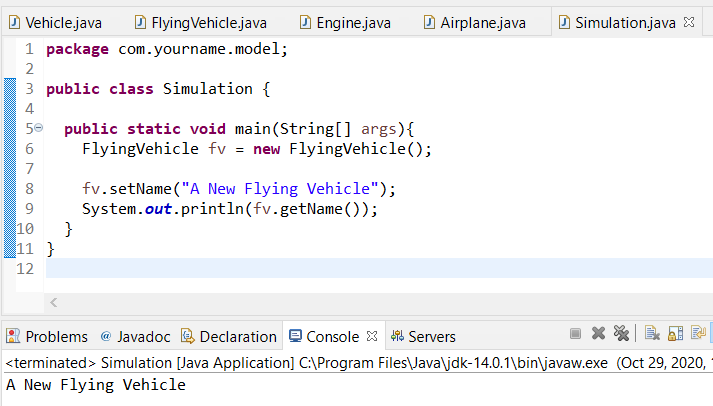 Vehicle.java FlyingVehicle.java Engine.java Airplane.java Simulation.java
1 package com.yourname.model;
2
3 public class Simulation {
4
5 public static void main(String[] args){
6 FlyingVehicle fv = new FlyingVehicle();
7
8 fv.setName("A New Flying Vehicle");
9 System.out.println(fv.getName());
10 }
11 }
12
Problems @ Javadoc Declaration Console Servers
<terminated> Simulation [Java Application] C:\Program Files\Java\jdk-14.0.1\bin\javaw.exe (Oct 29, 2020,
A New Flying Vehicle